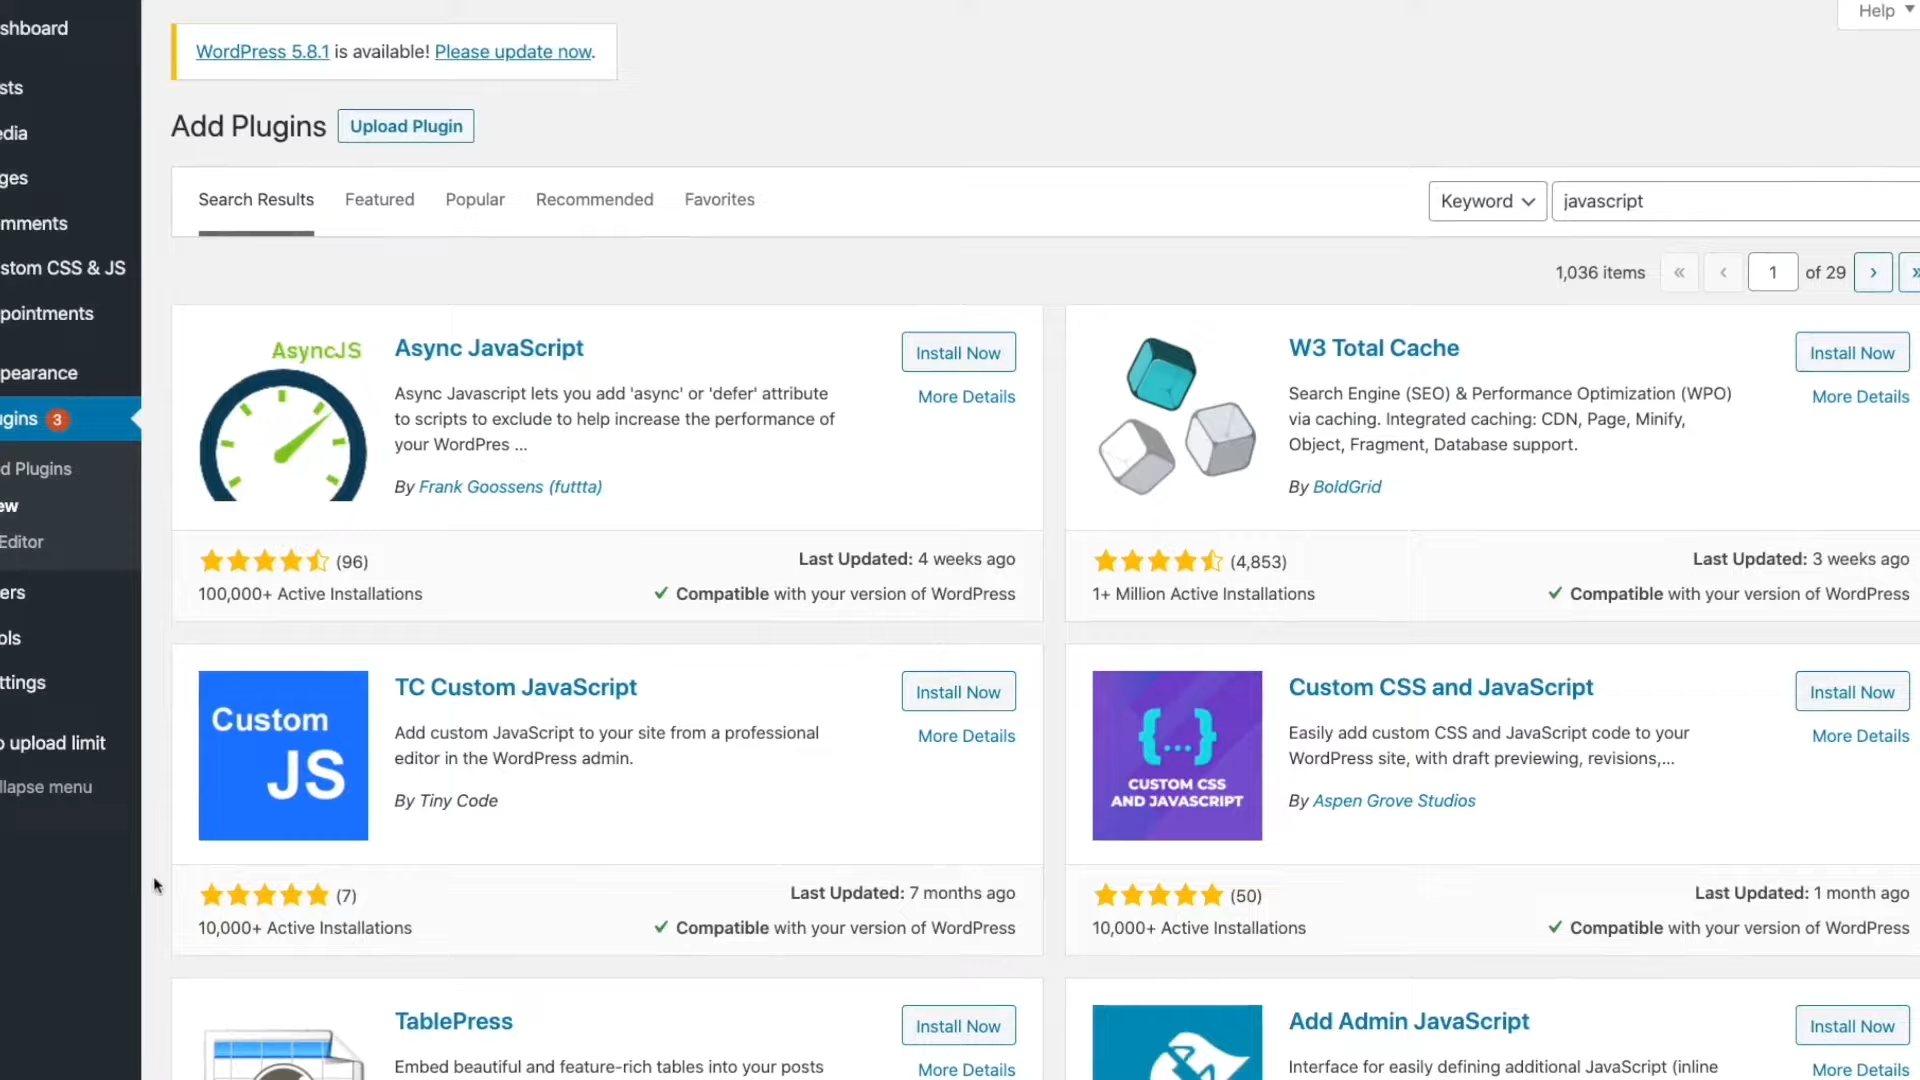 Help
WordPress 5.8.1 is available! Please update now.
Add Plugins
Upload Plugin
Search Results
Featured
Popular
Recommended
Favorites
Keyword
javascript
1,036 items
«
‹
1
of 29
›
»
shboard
sts
edia
ges
mments
stom CSS & JS
pointments
pearance
ugins 3
d Plugins
ew
Editor
ers
ols
ttings
o upload limit
llapse menu
AsyncJS
Async JavaScript
Install Now
More Details
Async Javascript lets you add 'async' or 'defer' attribute
to scripts to exclude to help increase the performance of
your WordPres ...
By Frank Goossens (futtta)
(96)
Last Updated: 4 weeks ago
100,000+ Active Installations
Compatible with your version of WordPress
W3 Total Cache
Install Now
More Details
Search Engine (SEO) & Performance Optimization (WPO)
via caching. Integrated caching: CDN, Page, Minify,
Object, Fragment, Database support.
By BoldGrid
(4,853)
Last Updated: 3 weeks ago
1+ Million Active Installations
Compatible with your version of WordPress
Custom
JS
TC Custom JavaScript
Install Now
More Details
Add custom JavaScript to your site from a professional
editor in the WordPress admin.
By Tiny Code
(7)
Last Updated: 7 months ago
10,000+ Active Installations
Compatible with your version of WordPress
{...}
CUSTOM CSS
AND JAVASCRIPT
Custom CSS and JavaScript
Install Now
More Details
Easily add custom CSS and JavaScript code to your
WordPress site, with draft previewing, revisions,...
By Aspen Grove Studios
(50)
Last Updated: 1 month ago
10,000+ Active Installations
Compatible with your version of WordPress
TablePress
Install Now
More Details
Embed beautiful and feature-rich tables into your posts
Add Admin JavaScript
Install Now
More Details
Interface for easily defining additional JavaScript (inline